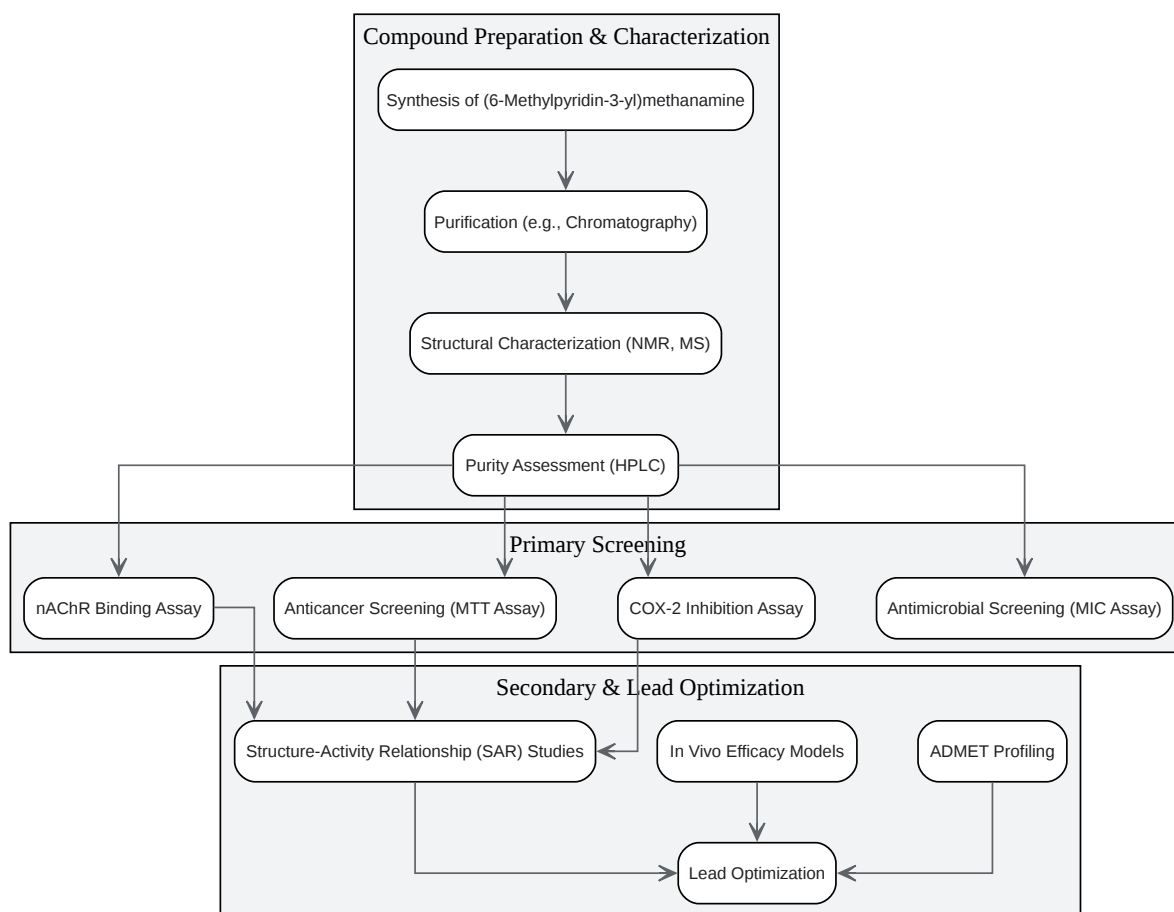 Compound Preparation & Characterization
Synthesis of (6-Methylpyridin-3-yl)methanamine
Purification (e.g., Chromatography)
Structural Characterization (NMR, MS)
Purity Assessment (HPLC)
Primary Screening
nAChR Binding Assay
Anticancer Screening (MTT Assay)
COX-2 Inhibition Assay
Antimicrobial Screening (MIC Assay)
Secondary & Lead Optimization
Structure-Activity Relationship (SAR) Studies
In Vivo Efficacy Models
ADMET Profiling
Lead Optimization